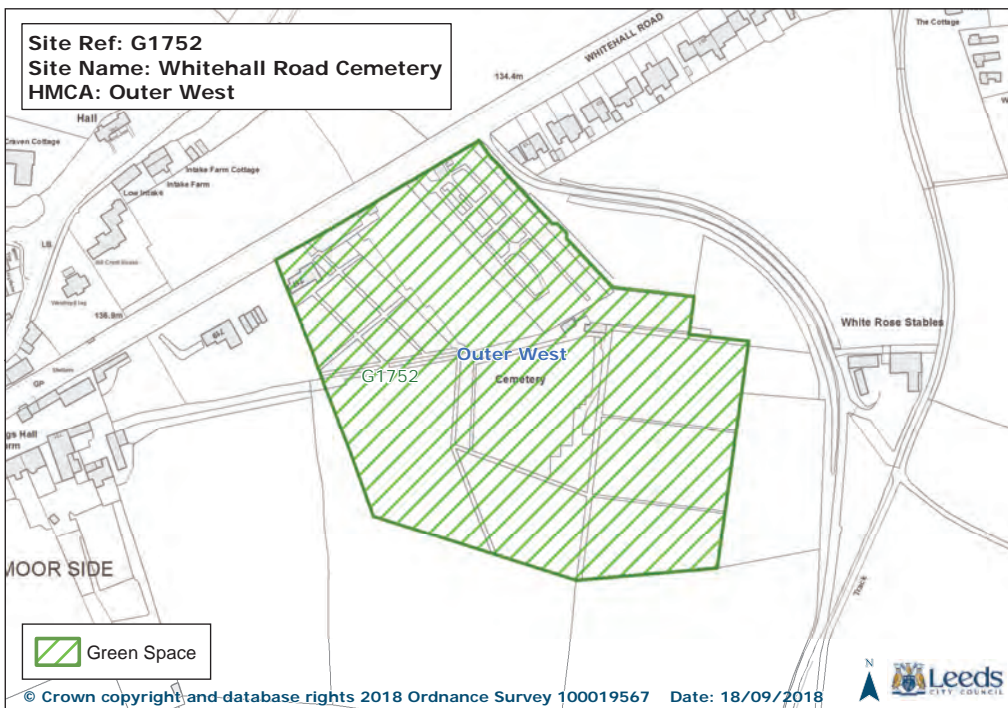 Site Ref: G1752
Site Name: Whitehall Road Cemetery
HMCA: Outer West
WHITEHALL ROAD
The Cottage
134.4m
Hall
Craven Cottage
Intake Farm Cottage
Intake Farm
Low Intake
LB
136.9m
719
White Rose Stables
Outer West
G1752
Cemetery
GP
MOOR SIDE
Track
Green Space
© Crown copyright and database rights 2018 Ordnance Survey 100019567 Date: 18/09/2018
N
Leeds
CITY COUNCIL